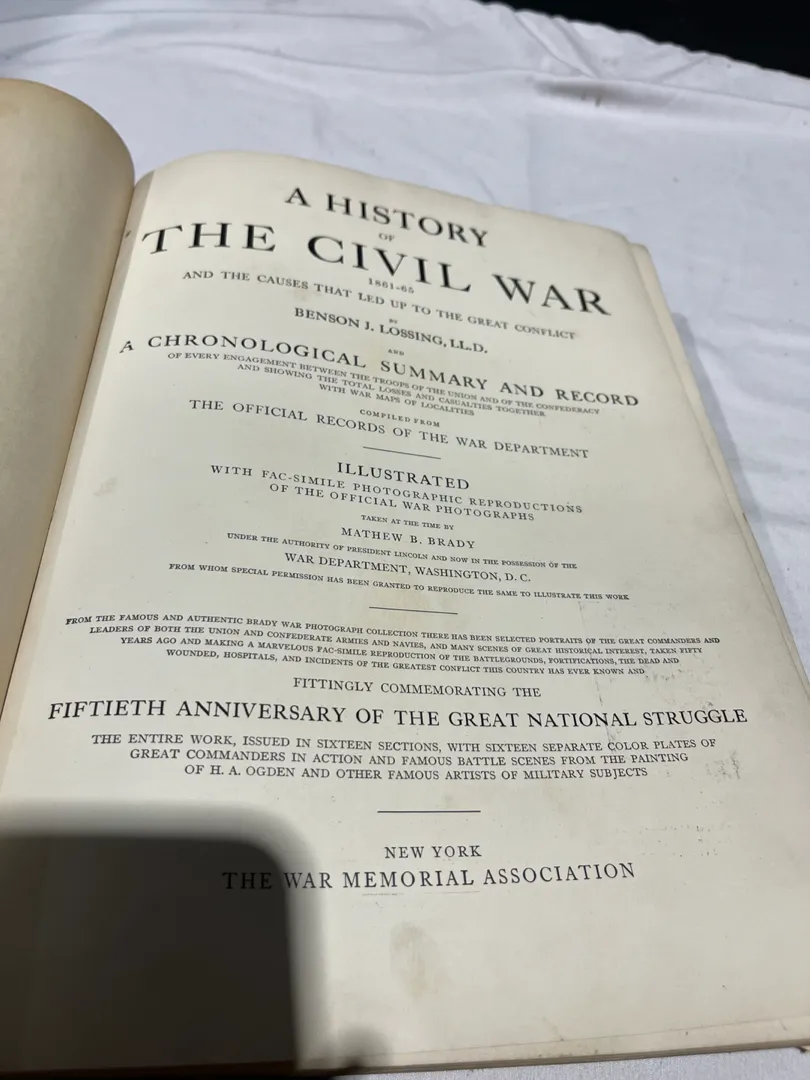 A HISTORY
OF
THE CIVIL WAR
1861-65
AND THE CAUSES THAT LED UP TO THE GREAT CONFLICT
BY
BENSON J. LOSSING, LL.D.
AND
A CHRONOLOGICAL SUMMARY AND RECORD
OF EVERY ENGAGEMENT BETWEEN THE TROOPS OF THE UNION AND OF THE CONFEDERACY
AND SHOWING THE TOTAL LOSSES AND CASUALTIES TOGETHER
WITH WAR MAPS OF LOCALITIES
COMPILED FROM
THE OFFICIAL RECORDS OF THE WAR DEPARTMENT
ILLUSTRATED
WITH FAC-SIMILE PHOTOGRAPHIC REPRODUCTIONS
OF THE OFFICIAL WAR PHOTOGRAPHS
TAKEN AT THE TIME BY
MATHEW B. BRADY
UNDER THE AUTHORITY OF PRESIDENT LINCOLN AND NOW IN THE POSSESSION OF THE
WAR DEPARTMENT, WASHINGTON, D. C.
FROM WHOM SPECIAL PERMISSION HAS BEEN GRANTED TO REPRODUCE THE SAME TO ILLUSTRATE THIS WORK
FROM THE FAMOUS AND AUTHENTIC BRADY WAR PHOTOGRAPH COLLECTION THERE HAS BEEN SELECTED PORTRAITS OF THE GREAT COMMANDERS AND
LEADERS OF BOTH THE UNION AND CONFEDERATE ARMIES AND NAVIES, AND MANY SCENES OF GREAT HISTORICAL INTEREST, TAKEN FIFTY
YEARS AGO AND MAKING A MARVELOUS FAC-SIMILE REPRODUCTION OF THE BATTLEGROUNDS, FORTIFICATIONS, THE DEAD AND
WOUNDED, HOSPITALS, AND INCIDENTS OF THE GREATEST CONFLICT THIS COUNTRY HAS EVER KNOWN AND
FITTINGLY COMMEMORATING THE
FIFTIETH ANNIVERSARY OF THE GREAT NATIONAL STRUGGLE
THE ENTIRE WORK, ISSUED IN SIXTEEN SECTIONS, WITH SIXTEEN SEPARATE COLOR PLATES OF
GREAT COMMANDERS IN ACTION AND FAMOUS BATTLE SCENES FROM THE PAINTING
OF H. A. OGDEN AND OTHER FAMOUS ARTISTS OF MILITARY SUBJECTS
NEW YORK
THE WAR MEMORIAL ASSOCIATION